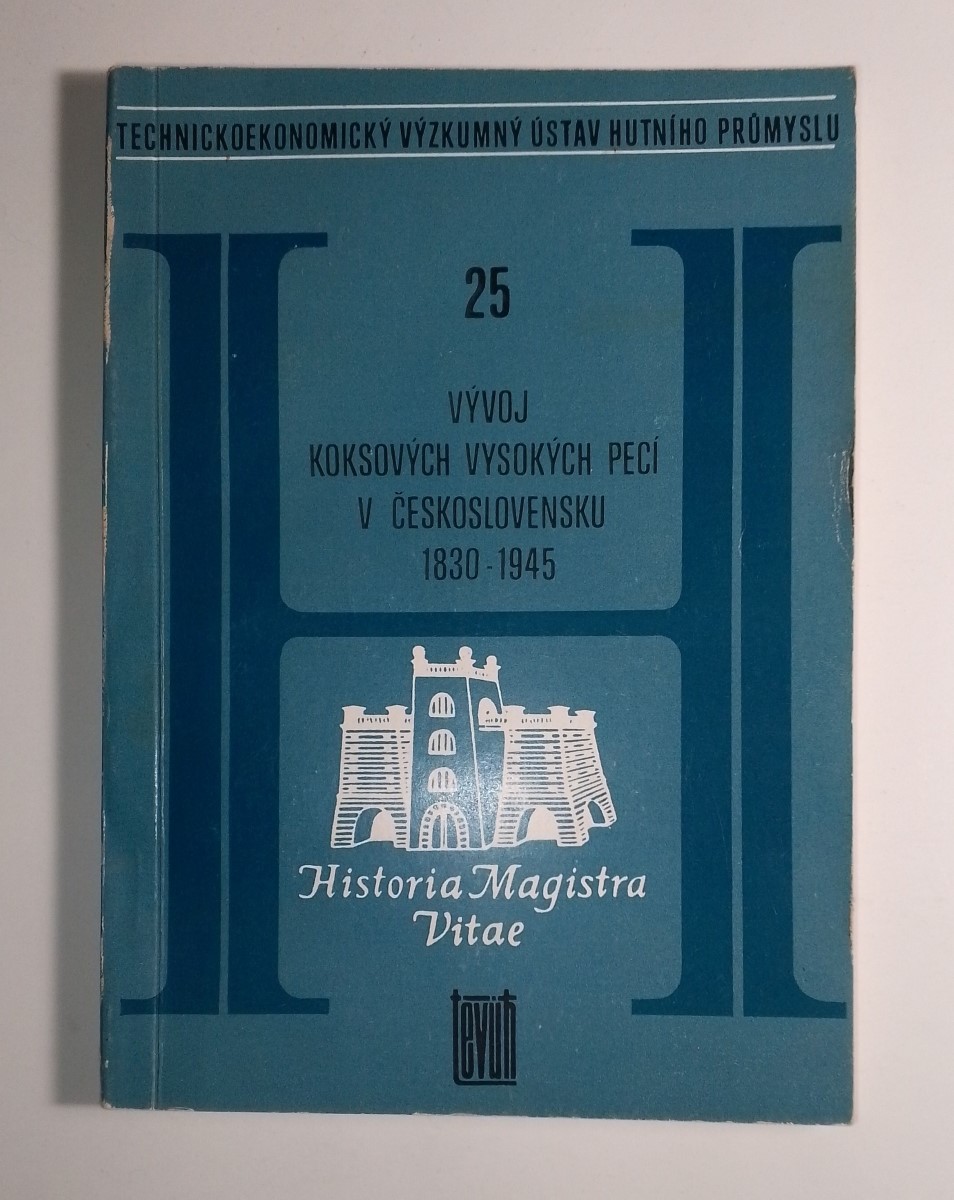 TECHNICKOEKONOMICKÝ VÝZKUMNÝ ÚSTAV HUTNÍHO PRŮMYSLU
25
VÝVOJ
KOKSOVÝCH VYSOKÝCH PECÍ
V ČESKOSLOVENSKU
1830-1945
Historia Magistra
Vitae
tevúh